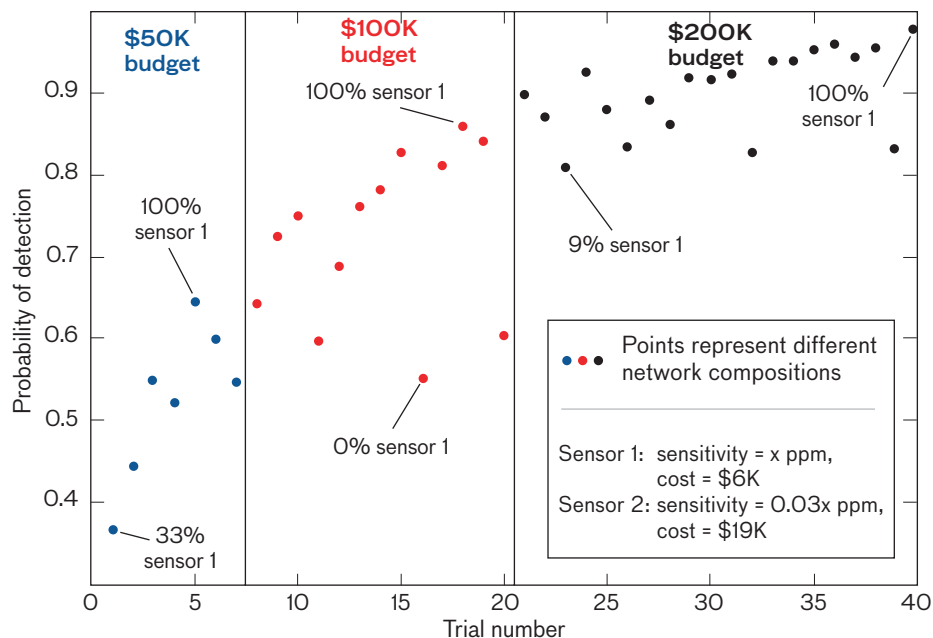 $50K
budget
$100K
budget
$200K
budget
100% sensor 1
100%
sensor 1
100%
sensor 1
9% sensor 1
0% sensor 1
33%
sensor 1
Points represent different
network compositions
Sensor 1: sensitivity = x ppm,
cost = $6K
Sensor 2: sensitivity = 0.03x ppm,
cost = $19K
Probability of detection
0.9
0.8
0.7
0.6
0.5
0.4
0 5 10 15 20 25 30 35 40
Trial number